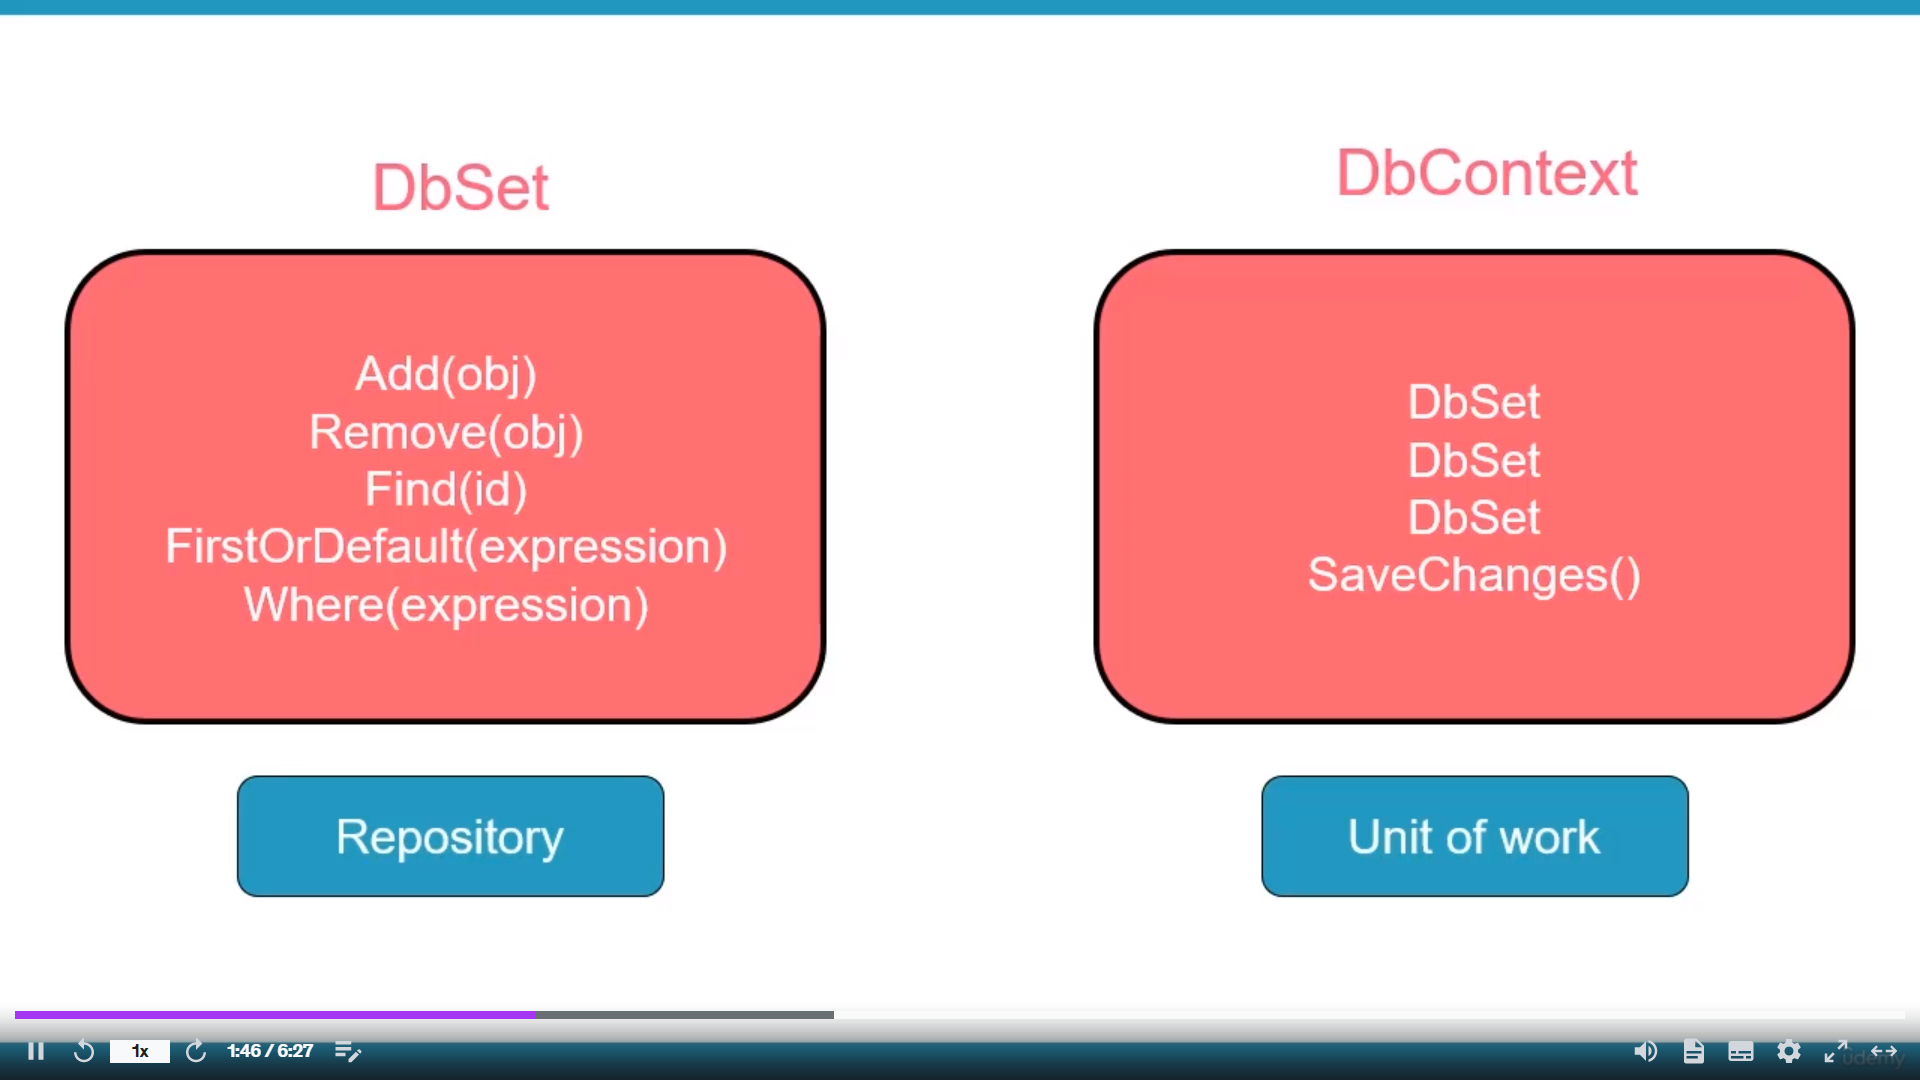 DbSet
Add(obj)
Remove(obj)
Find(id)
FirstOrDefault(expression)
Where(expression)
Repository
DbContext
DbSet
DbSet
DbSet
SaveChanges()
Unit of work
1x
1:46 / 6:27
udemy